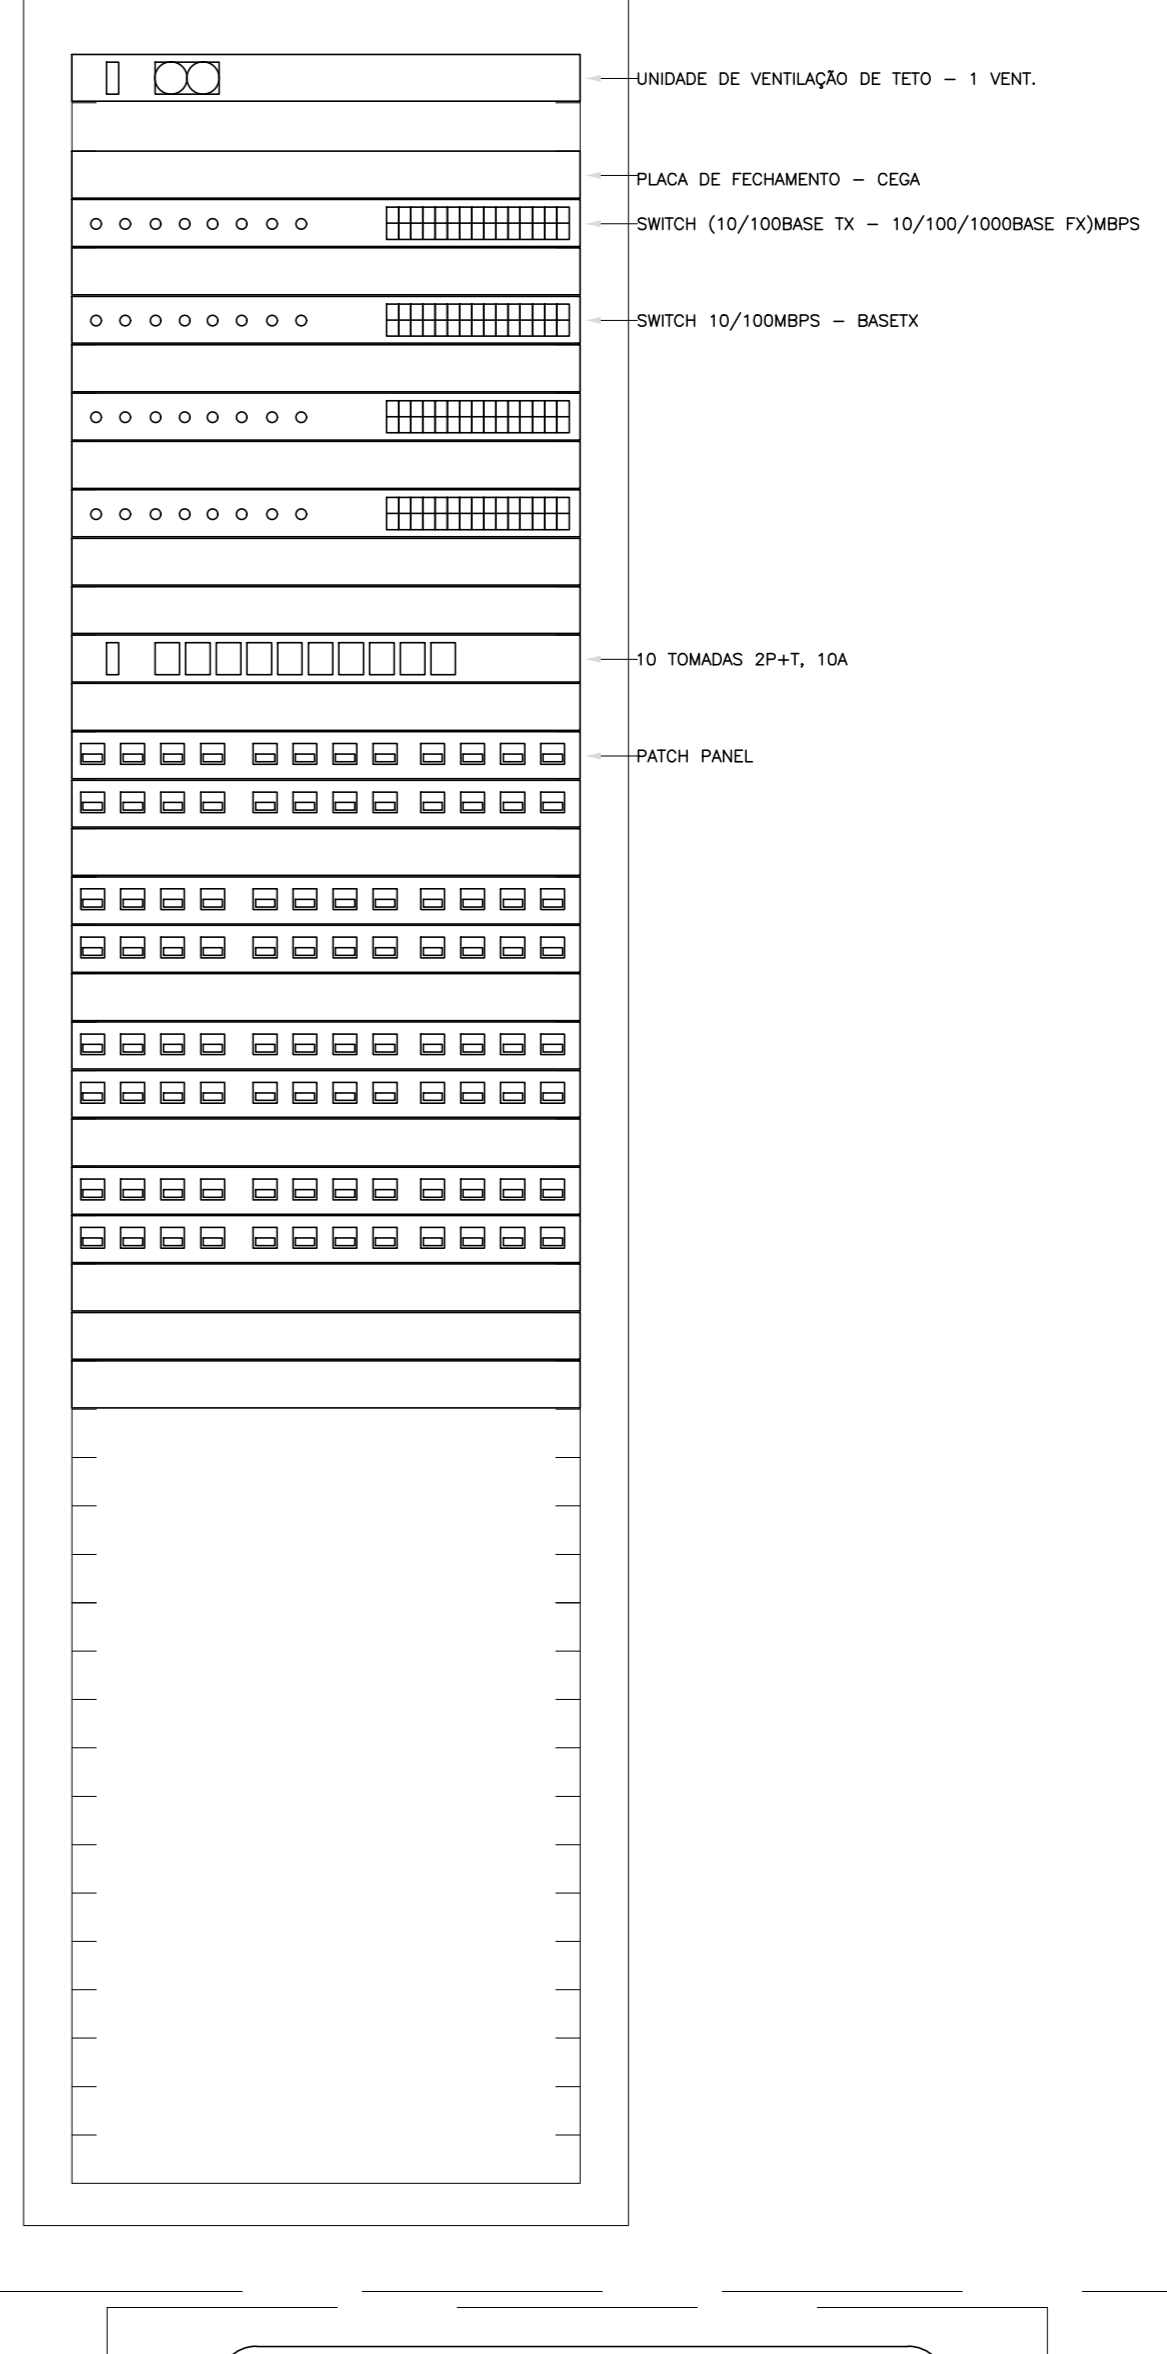 UNIDADE DE VENTILAÇÃO DE TETO – 1 VENT.
PLACA DE FECHAMENTO – CEGA
SWITCH (10/100BASE TX – 10/100/1000BASE FX)MBPS
SWITCH 10/100MBPS – BASETX
10 TOMADAS 2P+T, 10A
PATCH PANEL